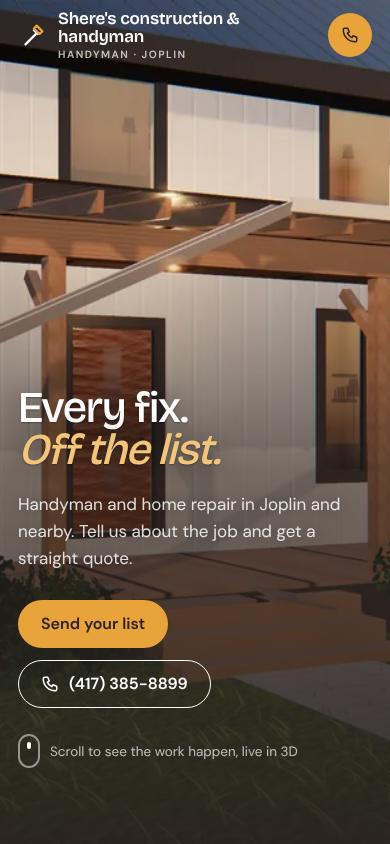 Shere's construction &
handyman
HANDYMAN · JOPLIN
Every fix.
Off the list.
Handyman and home repair in Joplin and
nearby. Tell us about the job and get a
straight quote.
Send your list
(417) 385-8899
Scroll to see the work happen, live in 3D